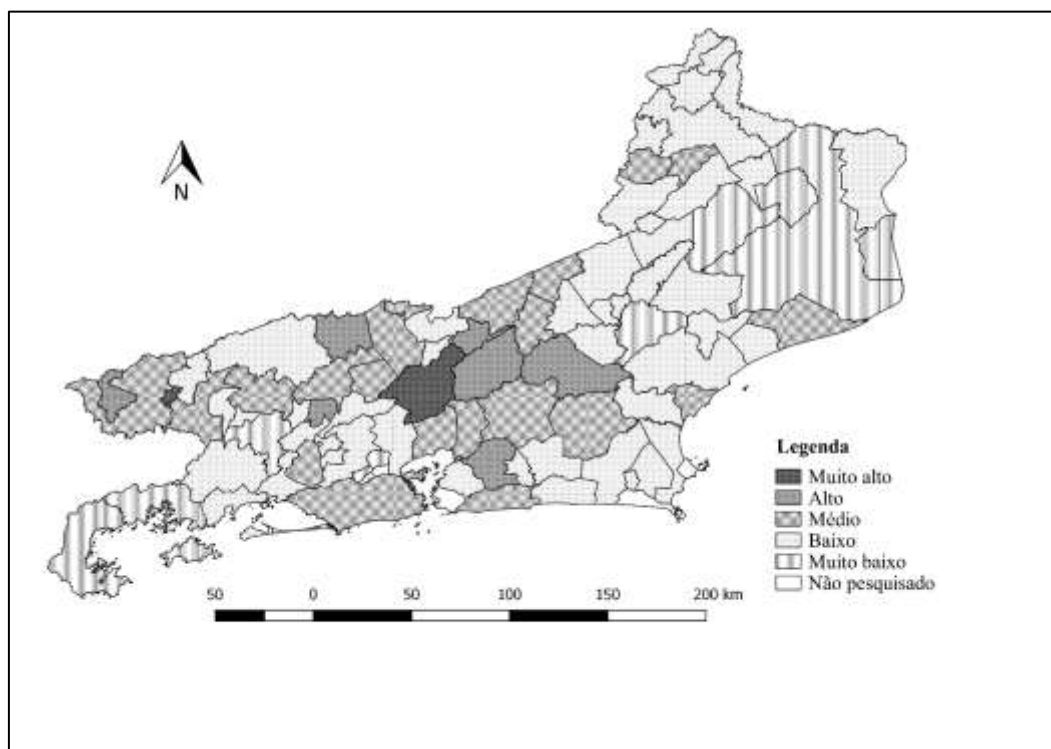 N
Legenda
Muito alto
Alto
Médio
Baixo
Muito baixo
Não pesquisado
50 0 50 100 150 200 km